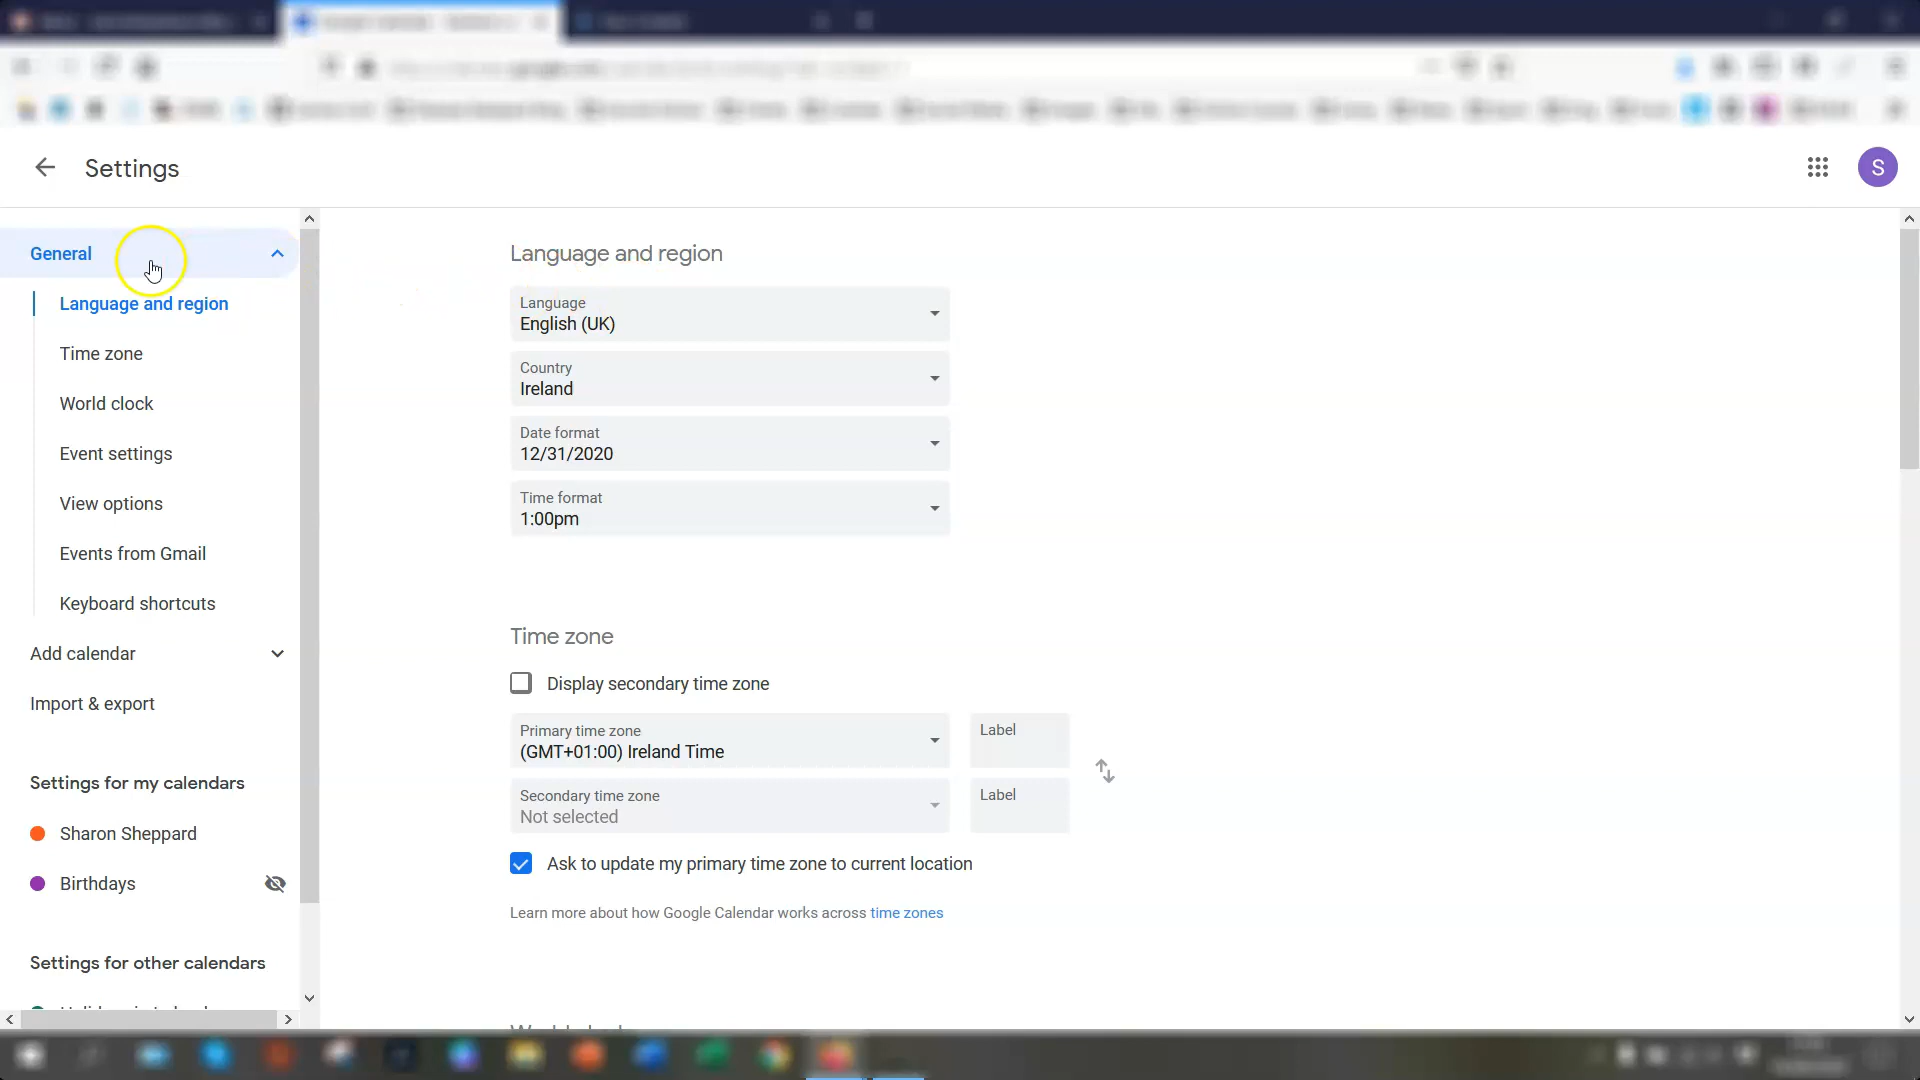 Settings
S
General
Language and region
Time zone
World clock
Event settings
View options
Events from Gmail
Keyboard shortcuts
Add calendar
Import & export
Settings for my calendars
Sharon Sheppard
Birthdays
Settings for other calendars
Language and region
Language
English (UK)
Country
Ireland
Date format
12/31/2020
Time format
1:00pm
Time zone
Display secondary time zone
Primary time zone
(GMT+01:00) Ireland Time
Label
Secondary time zone
Not selected
Label
Ask to update my primary time zone to current location
Learn more about how Google Calendar works across time zones